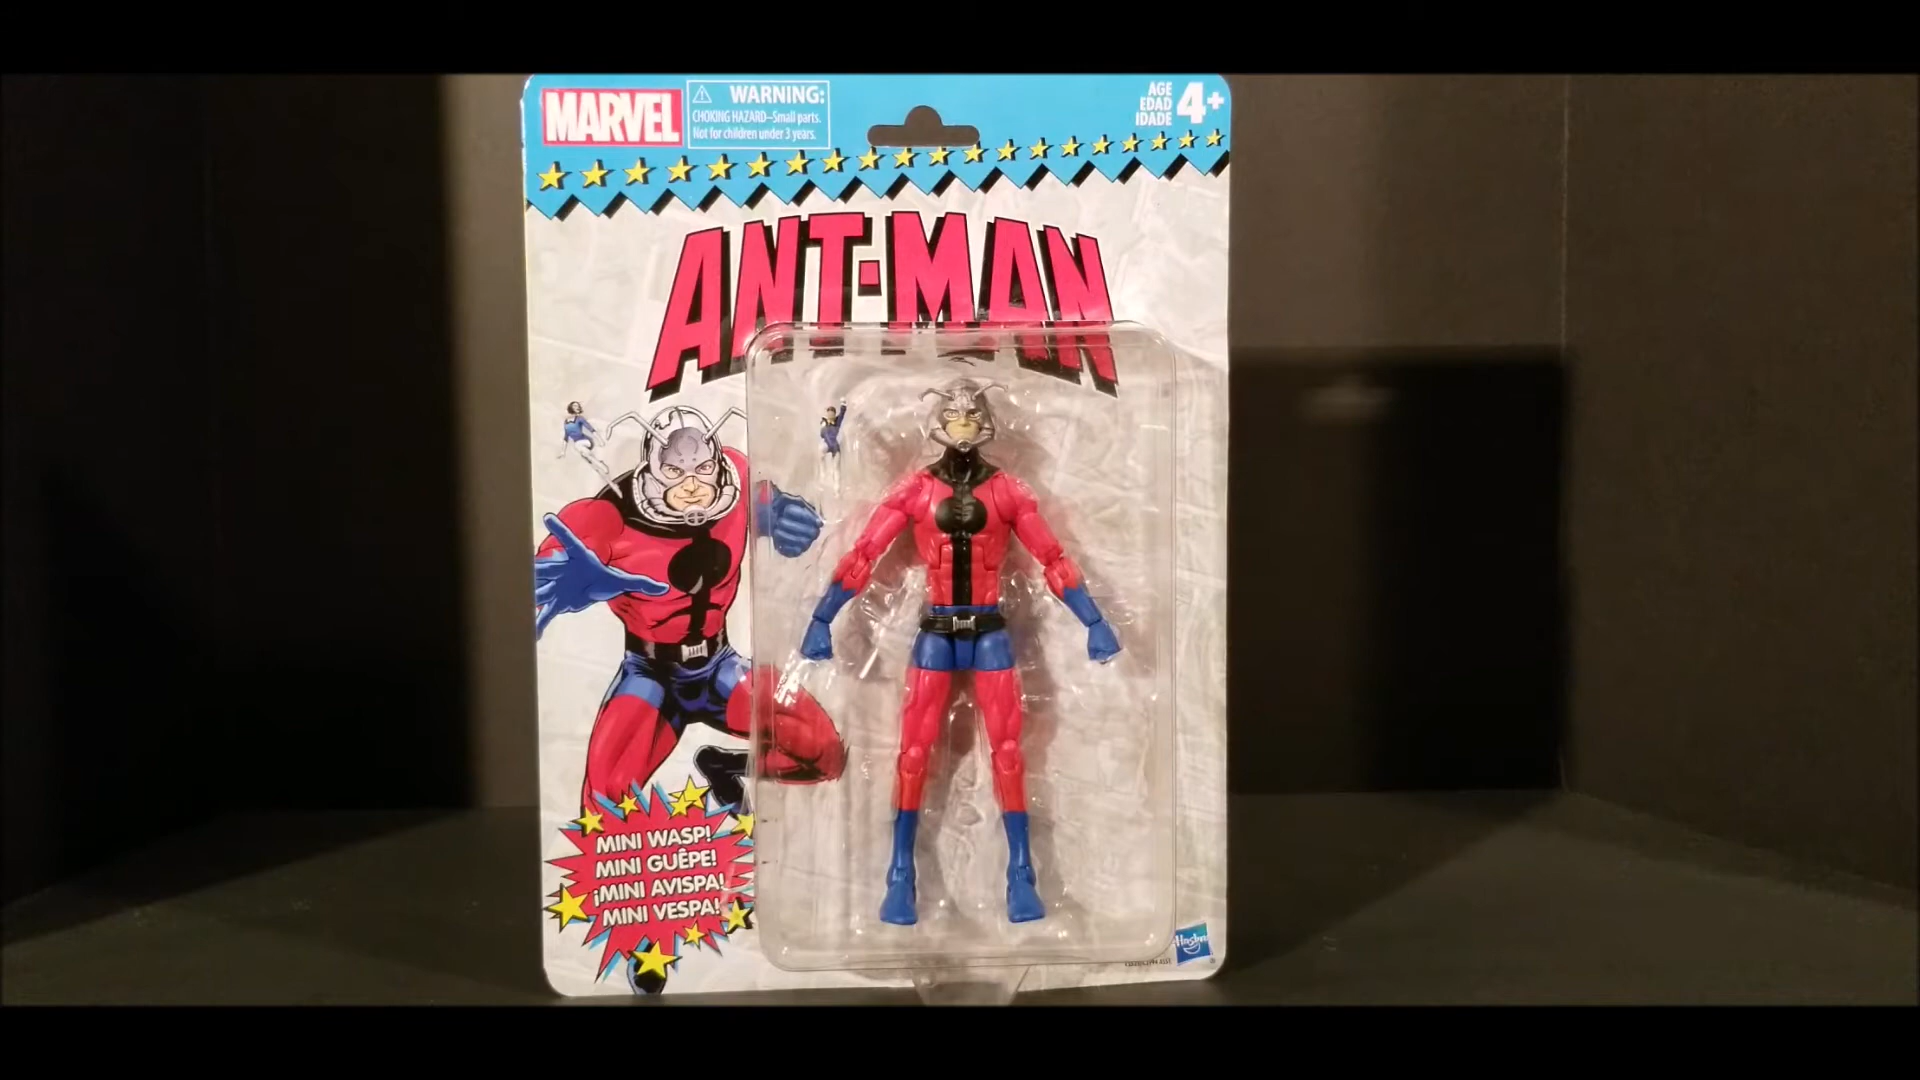 MARVEL
WARNING:
CHOKING HAZARD–Small parts.
Not for children under 3 years.
AGE
EDAD
IDADE
4+
ANT-MAN
MINI WASP!
MINI GUÊPE!
¡MINI AVISPA!
MINI VESPA!
Hasbro